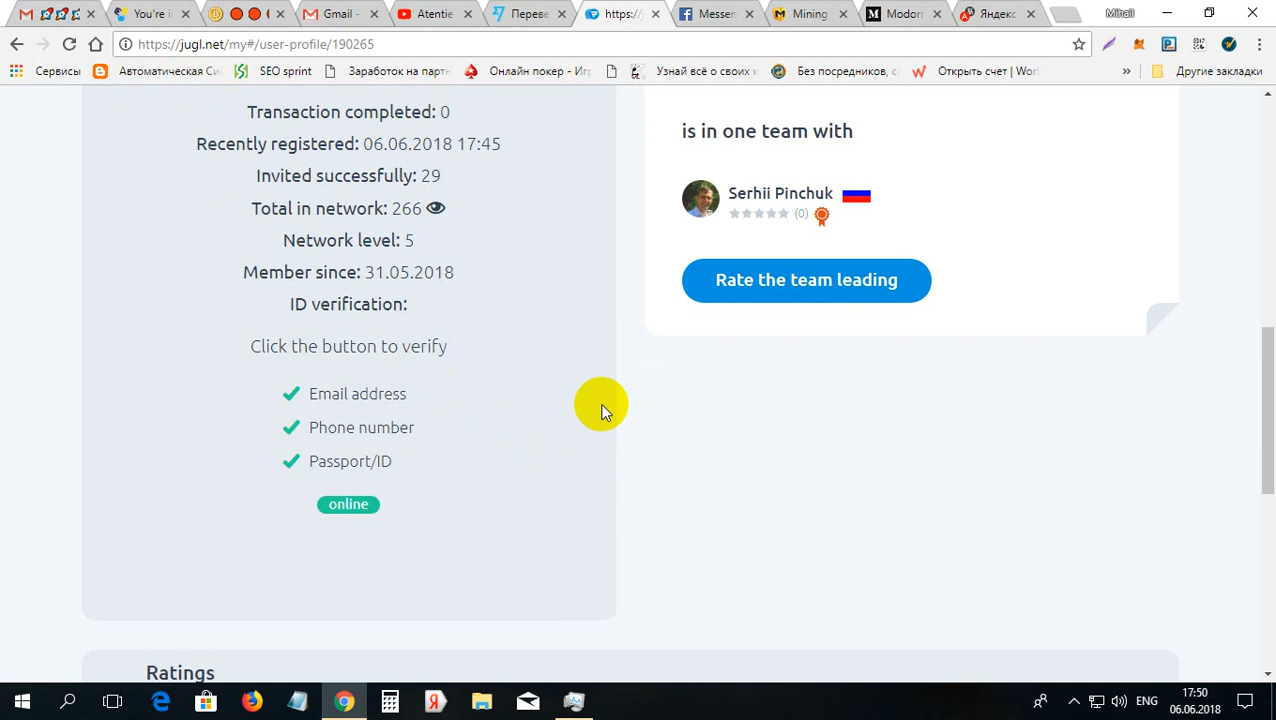 You're i
Gmail -
Atentie
Переве
https:/
Messen
Mining
Modorr
Яндекс
Mihail
https://jugl.net/my#/user-profile/190265
Сервисы
Автоматическая Си
SEO sprint
Заработок на партн
Онлайн покер - Иг
Узнай всё о своих к
Без посредников, с
Открыть счет | Worl
»
Другие закладки
Transaction completed: 0
Recently registered: 06.06.2018 17:45
Invited successfully: 29
Total in network: 266
Network level: 5
Member since: 31.05.2018
ID verification:
Click the button to verify
Email address
Phone number
Passport/ID
online
is in one team with
Serhii Pinchuk
(0)
Rate the team leading
Ratings
ENG
17:50
06.06.2018